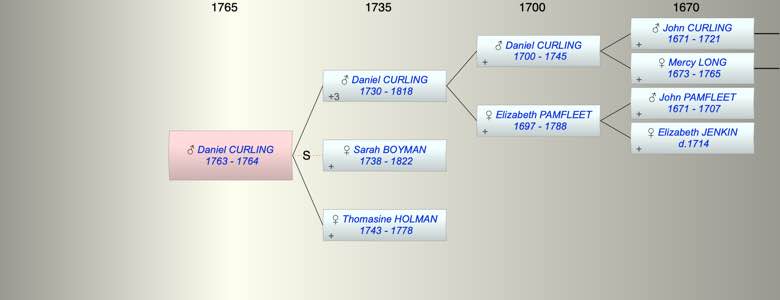 1765 1735 1700 1670
♂ John CURLING
1671 - 1721
+
♂ Daniel CURLING
1700 - 1745
+
♀ Mercy LONG
1673 - 1765
+
♂ Daniel CURLING
1730 - 1818
+3
♂ John PAMFLEET
1671 - 1707
+
♀ Elizabeth PAMFLEET
1697 - 1788
+
♀ Elizabeth JENKIN
d.1714
+
♂ Daniel CURLING
1763 - 1764
S
♀ Sarah BOYMAN
1738 - 1822
+
♀ Thomasine HOLMAN
1743 - 1778
+